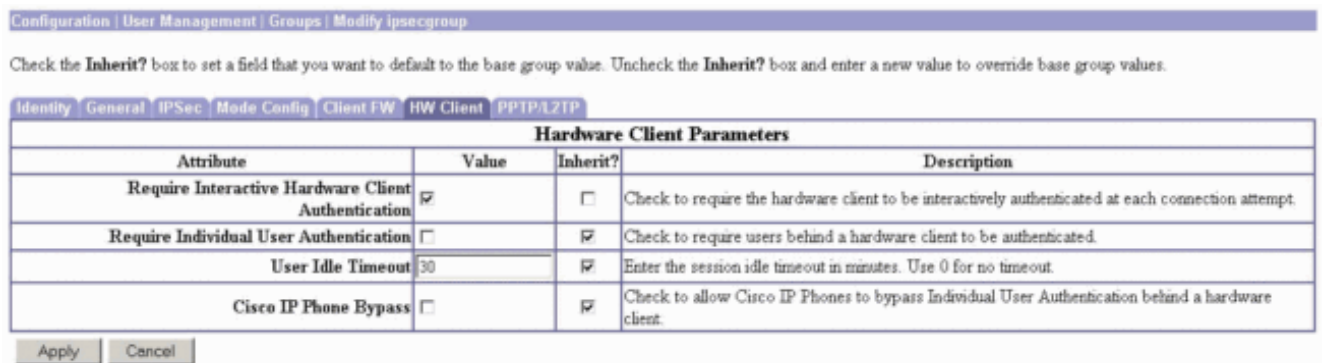 Configuration | User Management | Groups | Modify ipsecgroup
Check the Inherit? box to set a field that you want to default to the base group value. Uncheck the Inherit? box and enter a new value to override base group values.
Identity General IPSec Mode Config Client FW HW Client PPTP/L2TP
Hardware Client Parameters
Attribute Value Inherit? Description
Require Interactive Hardware Client
Authentication
Check to require the hardware client to be interactively authenticated at each connection attempt.
Require Individual User Authentication
Check to require users behind a hardware client to be authenticated.
User Idle Timeout 30
Enter the session idle timeout in minutes. Use 0 for no timeout.
Cisco IP Phone Bypass
Check to allow Cisco IP Phones to bypass Individual User Authentication behind a hardware
client.
Apply Cancel